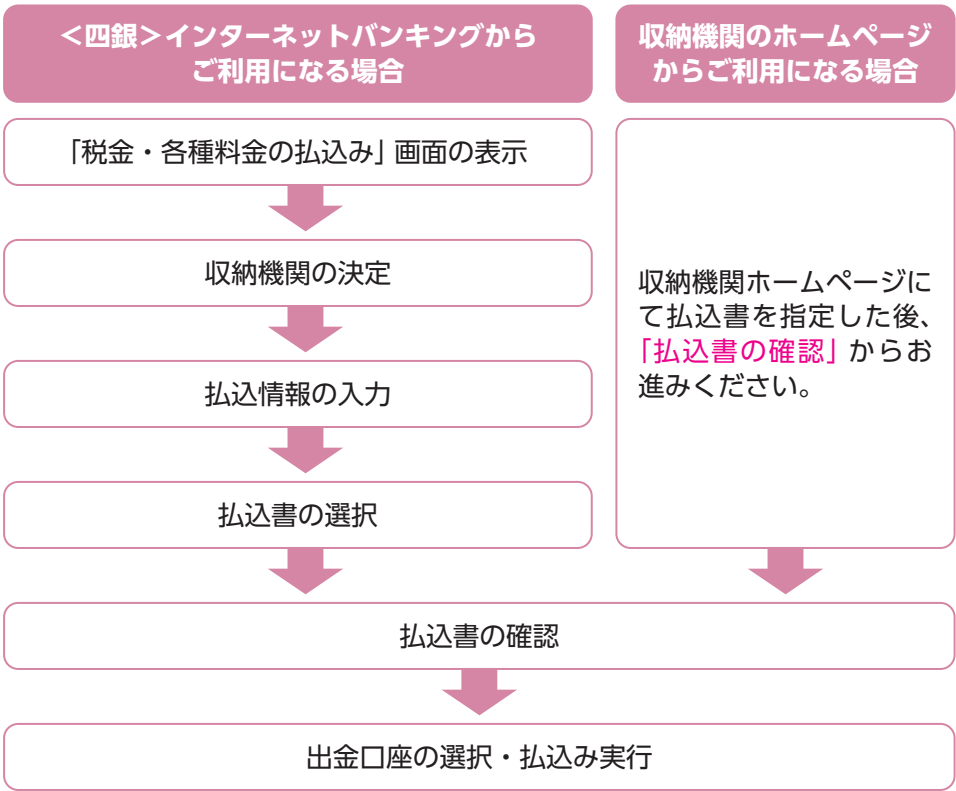 ＜四銀＞インターネットバンキングから
ご利用になる場合
収納機関のホームページ
からご利用になる場合
「税金・各種料金の払込み」画面の表示
収納機関の決定
払込情報の入力
払込書の選択
収納機関ホームページに
て払込書を指定した後、
「払込書の確認」からお
進みください。
払込書の確認
出金口座の選択・払込み実行